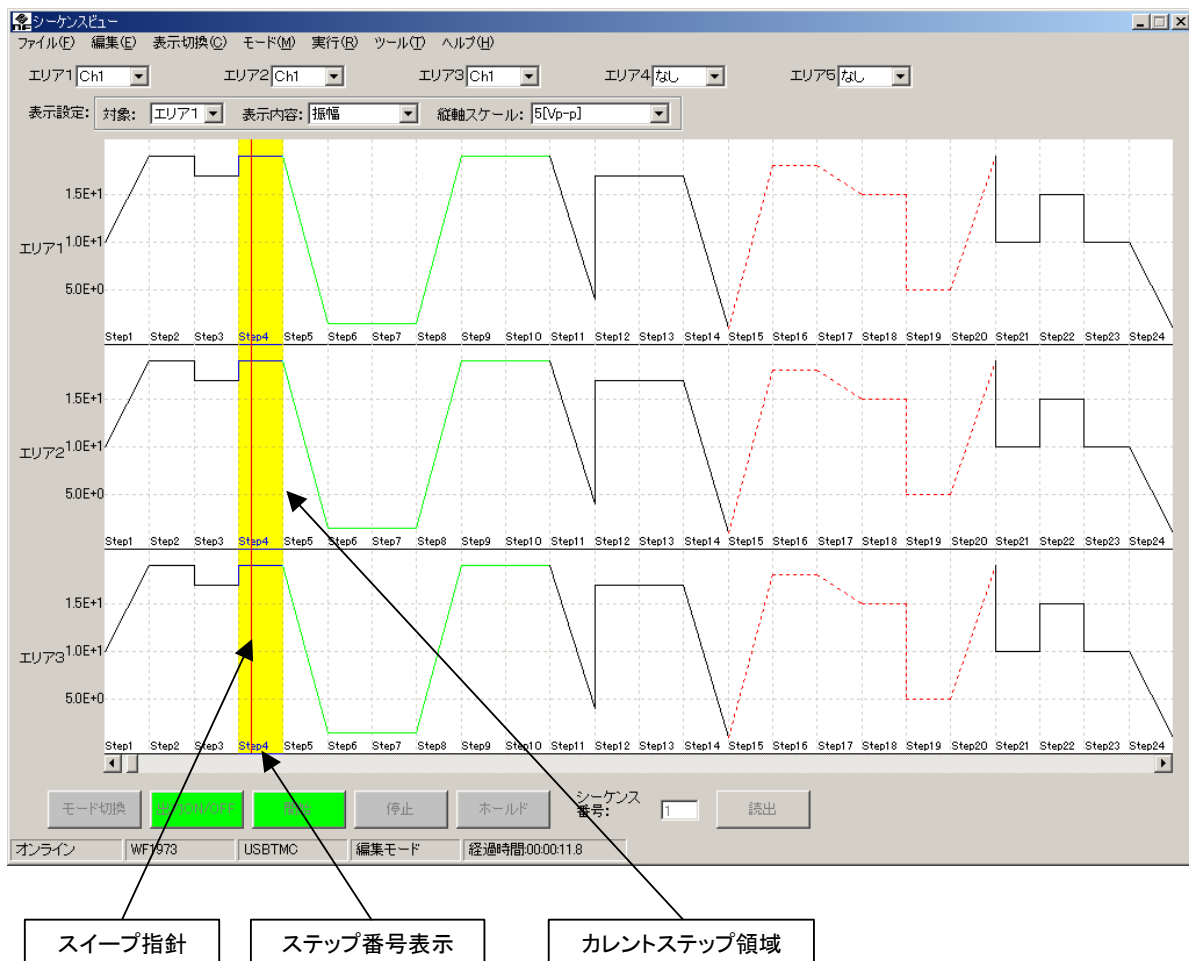 シーケンスビュー
ファイル(F) 編集(E) 表示切換(C) モード(M) 実行(R) ツール(T) ヘルプ(H)
エリア1 Ch1 エリア2 Ch1 エリア3 Ch1 エリア4 なし エリア5 なし
表示設定: 対象: エリア1 表示内容: 振幅 縦軸スケール: 5[Vp-p]
1.5E+1
エリア1 1.0E+1
5.0E+0
Step1 Step2 Step3 Step4 Step5 Step6 Step7 Step8 Step9 Step10 Step11 Step12 Step13 Step14 Step15 Step16 Step17 Step18 Step19 Step20 Step21 Step22 Step23 Step24
1.5E+1
エリア2 1.0E+1
5.0E+0
Step1 Step2 Step3 Step4 Step5 Step6 Step7 Step8 Step9 Step10 Step11 Step12 Step13 Step14 Step15 Step16 Step17 Step18 Step19 Step20 Step21 Step22 Step23 Step24
1.5E+1
エリア3 1.0E+1
5.0E+0
Step1 Step2 Step3 Step4 Step5 Step6 Step7 Step8 Step9 Step10 Step11 Step12 Step13 Step14 Step15 Step16 Step17 Step18 Step19 Step20 Step21 Step22 Step23 Step24
モード切換 出力ON/OFF 開始 停止 ホールド シーケンス
番号: 1 読出
オンライン WF1973 USBTMC 編集モード 経過時間:00:00:11.8
スイープ指針 ステップ番号表示 カレントステップ領域